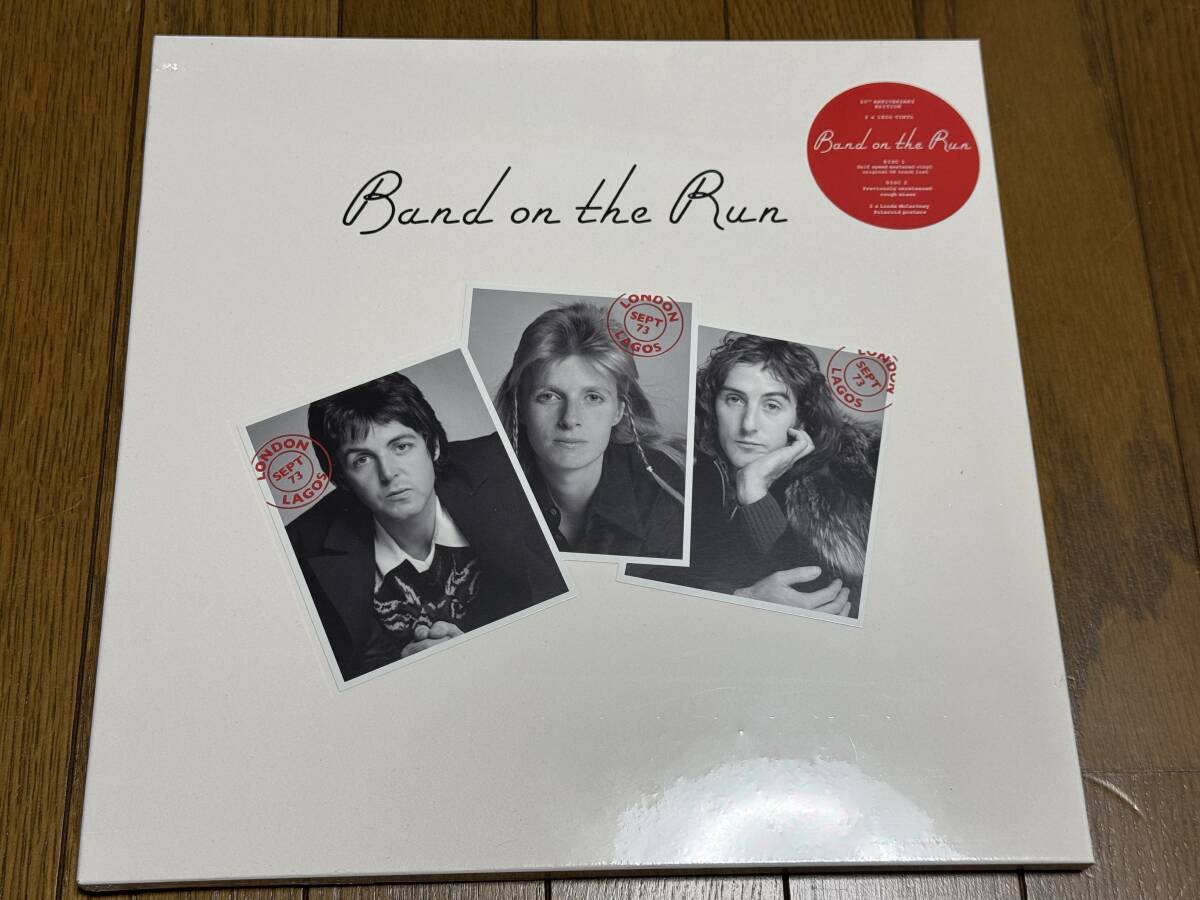 Band on the Run
50TH ANNIVERSARY
EDITION
2 x 180G VINYL
Band on the Run
DISC 1
Half speed mastered vinyl
original US track list
DISC 2
Previously unreleased
rough mixes
2 x Linda McCartney
Polaroid posters
LONDON
SEPT
73
LAGOS
LONDON
SEPT
73
LAGOS
LONDON
SEPT
73
LAGOS